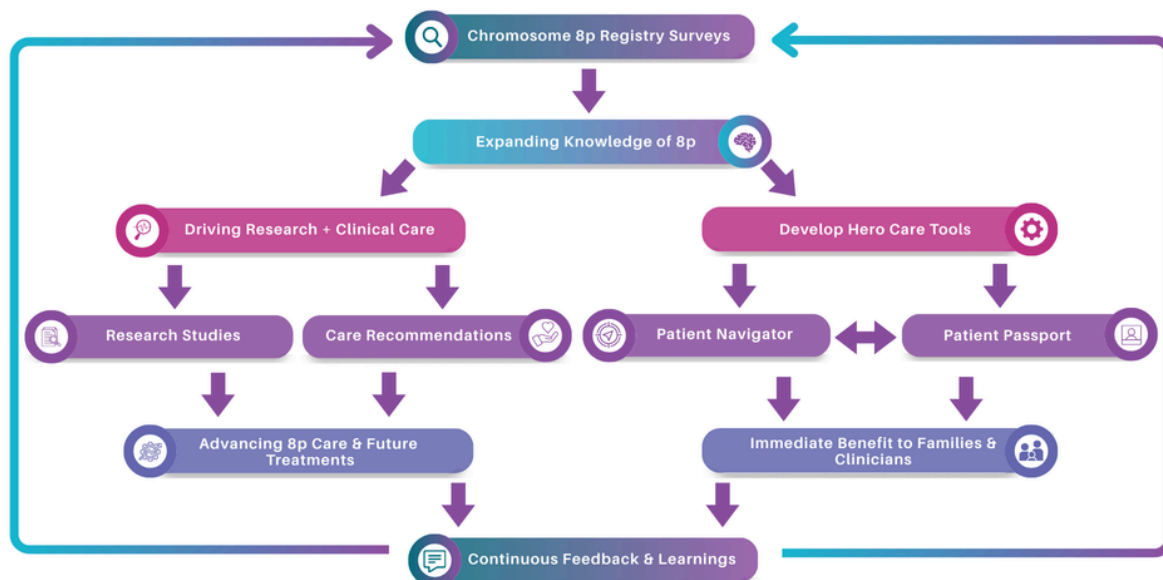 Chromosome 8p Registry Surveys
Expanding Knowledge of 8p
Driving Research + Clinical Care
Develop Hero Care Tools
Research Studies
Care Recommendations
Patient Navigator
Patient Passport
Advancing 8p Care & Future
Treatments
Immediate Benefit to Families &
Clinicians
Continuous Feedback & Learnings